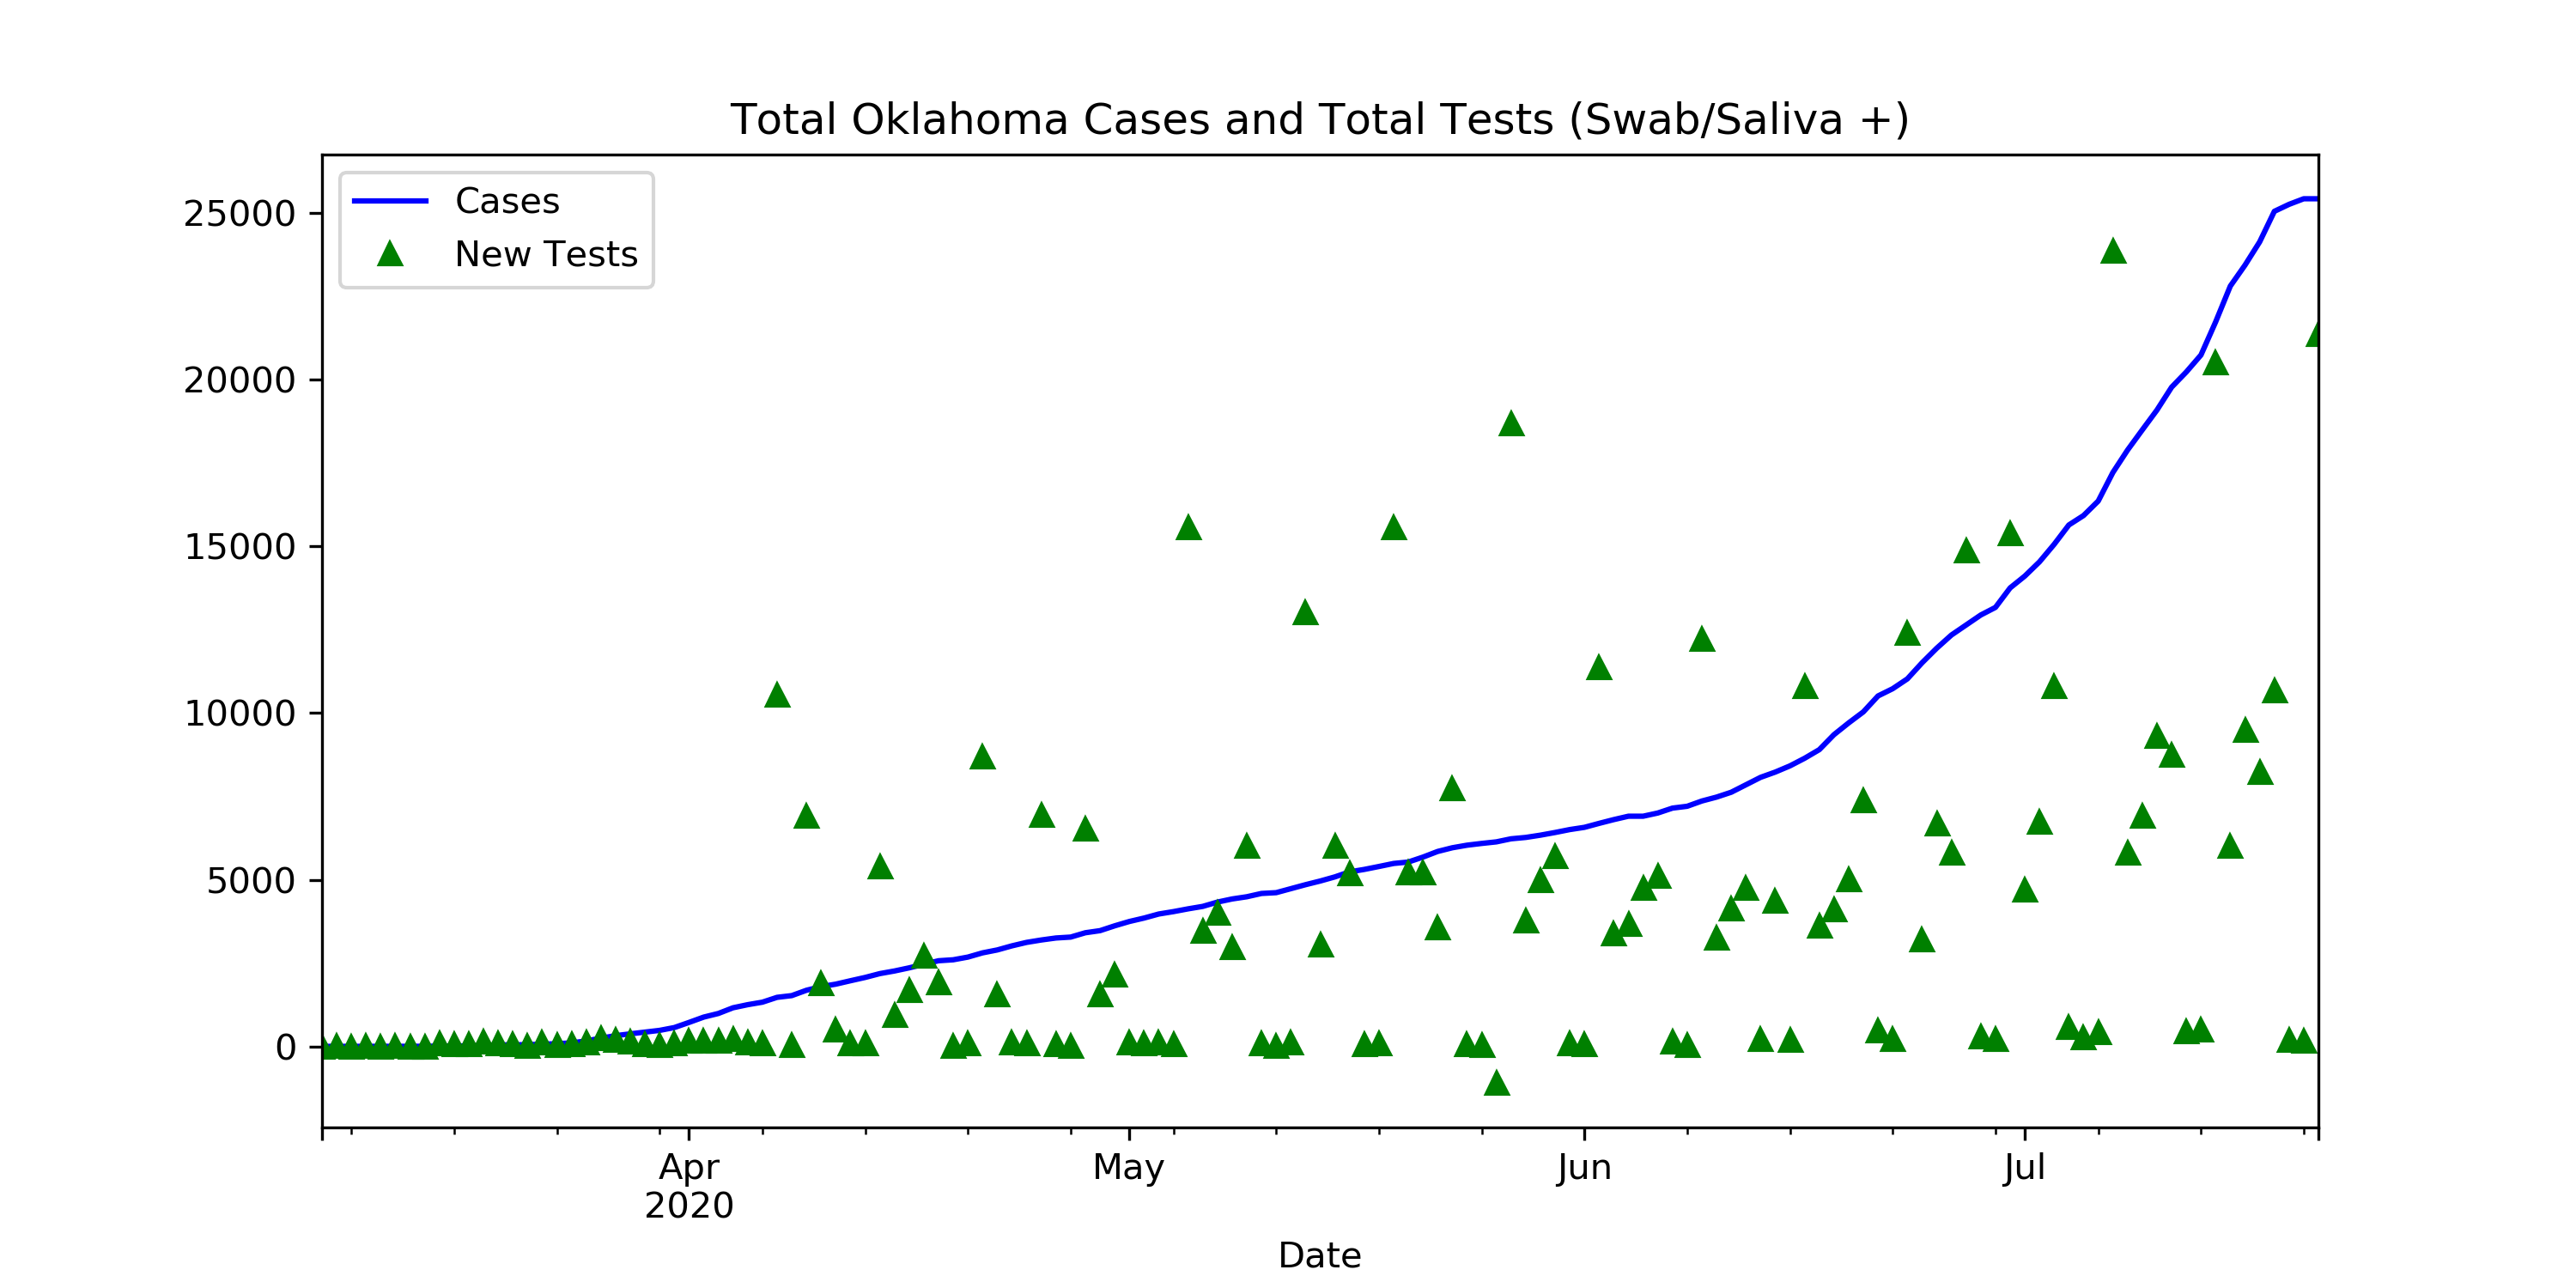 Total Oklahoma Cases and Total Tests (Swab/Saliva +)
Cases
New Tests
25000
20000
15000
10000
5000
0
Apr
2020
May
Jun
Jul
Date